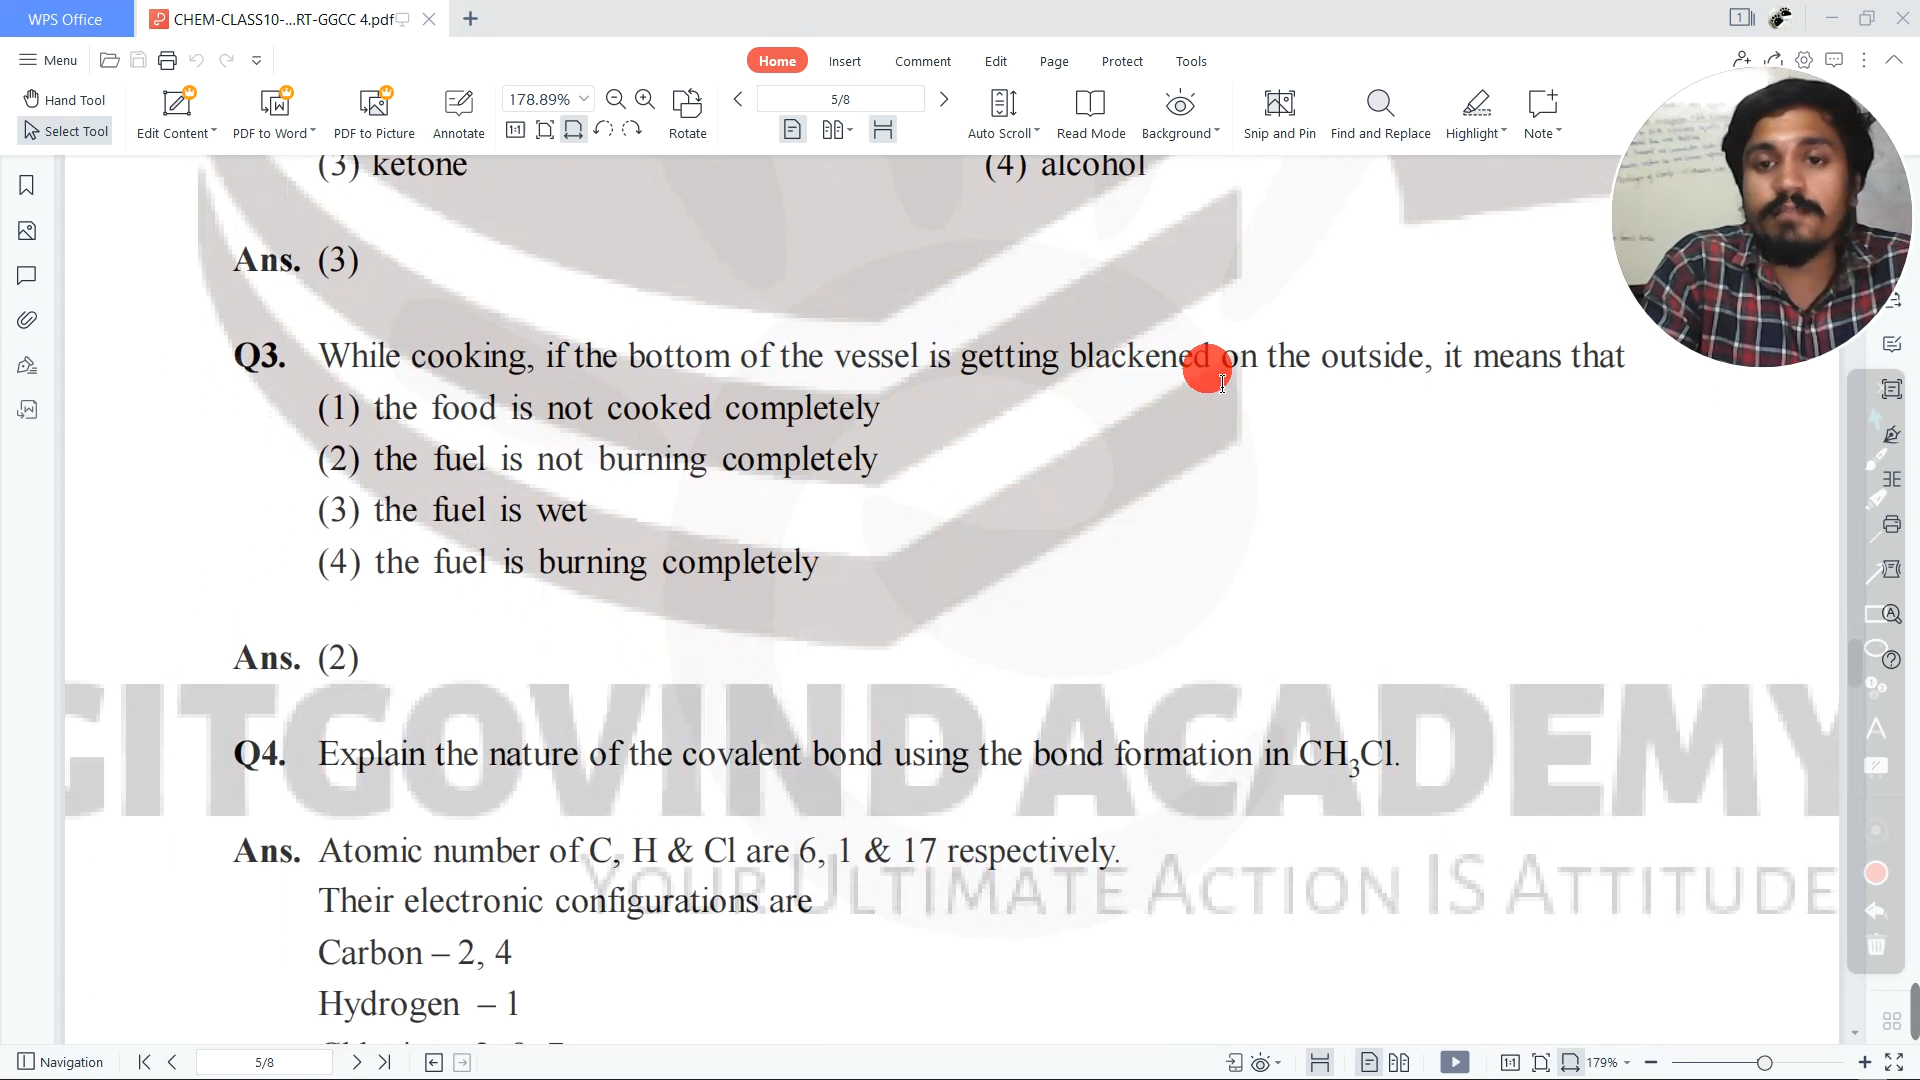 WPS Office
CHEM-CLASS10-...RT-GGCC 4.pdf
Menu
Home Insert Comment Edit Page Protect Tools
Hand Tool
Select Tool
Edit Content PDF to Word PDF to Picture Annotate
178.89%
Rotate
5/8
Auto Scroll Read Mode Background Snip and Pin Find and Replace Highlight Note
(3) ketone (4) alcohol
Ans. (3)
Q3. While cooking, if the bottom of the vessel is getting blackened on the outside, it means that
(1) the food is not cooked completely
(2) the fuel is not burning completely
(3) the fuel is wet
(4) the fuel is burning completely
Ans. (2)
GITGOVIND ACADEMY
Q4. Explain the nature of the covalent bond using the bond formation in CH3Cl.
Ans. Atomic number of C, H & Cl are 6, 1 & 17 respectively.
YOUR ULTIMATE ACTION IS ATTITUDE
Their electronic configurations are
Carbon – 2, 4
Hydrogen – 1
Navigation 5/8 179%